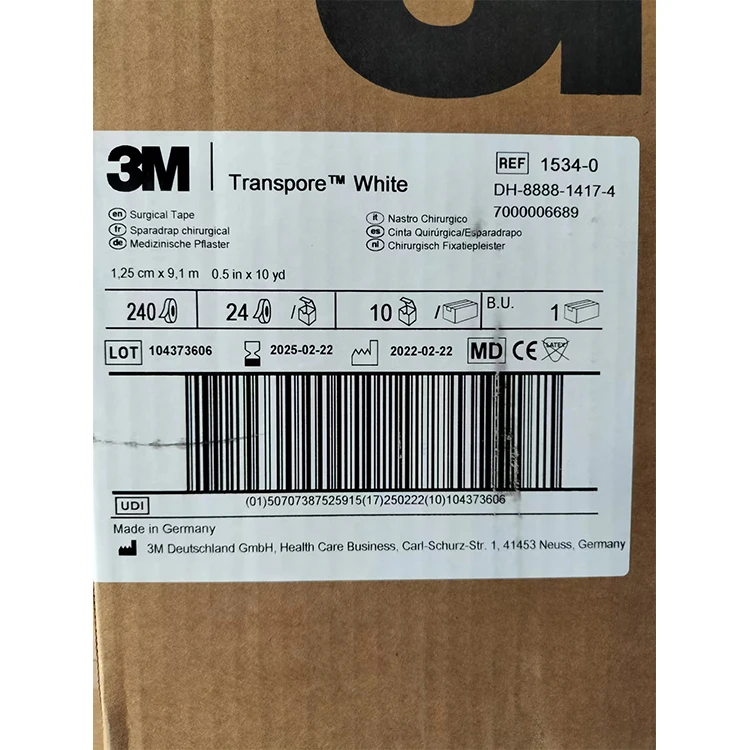 3M Transpore™ White
REF 1534-0
DH-8888-1417-4
7000006689
en Surgical Tape
fr Sparadrap chirurgical
de Medizinische Pflaster
it Nastro Chirurgico
es Cinta Quirúrgica/Esparadrapo
nl Chirurgisch Fixatiepleister
1,25 cm x 9,1 m 0.5 in x 10 yd
240 24 / 10 / B.U. 1
LOT 104373606 2025-02-22 2022-02-22 MD CE LATEX
UDI (01)50707387525915(17)250222(10)104373606
Made in Germany
3M Deutschland GmbH, Health Care Business, Carl-Schurz-Str. 1, 41453 Neuss, Germany